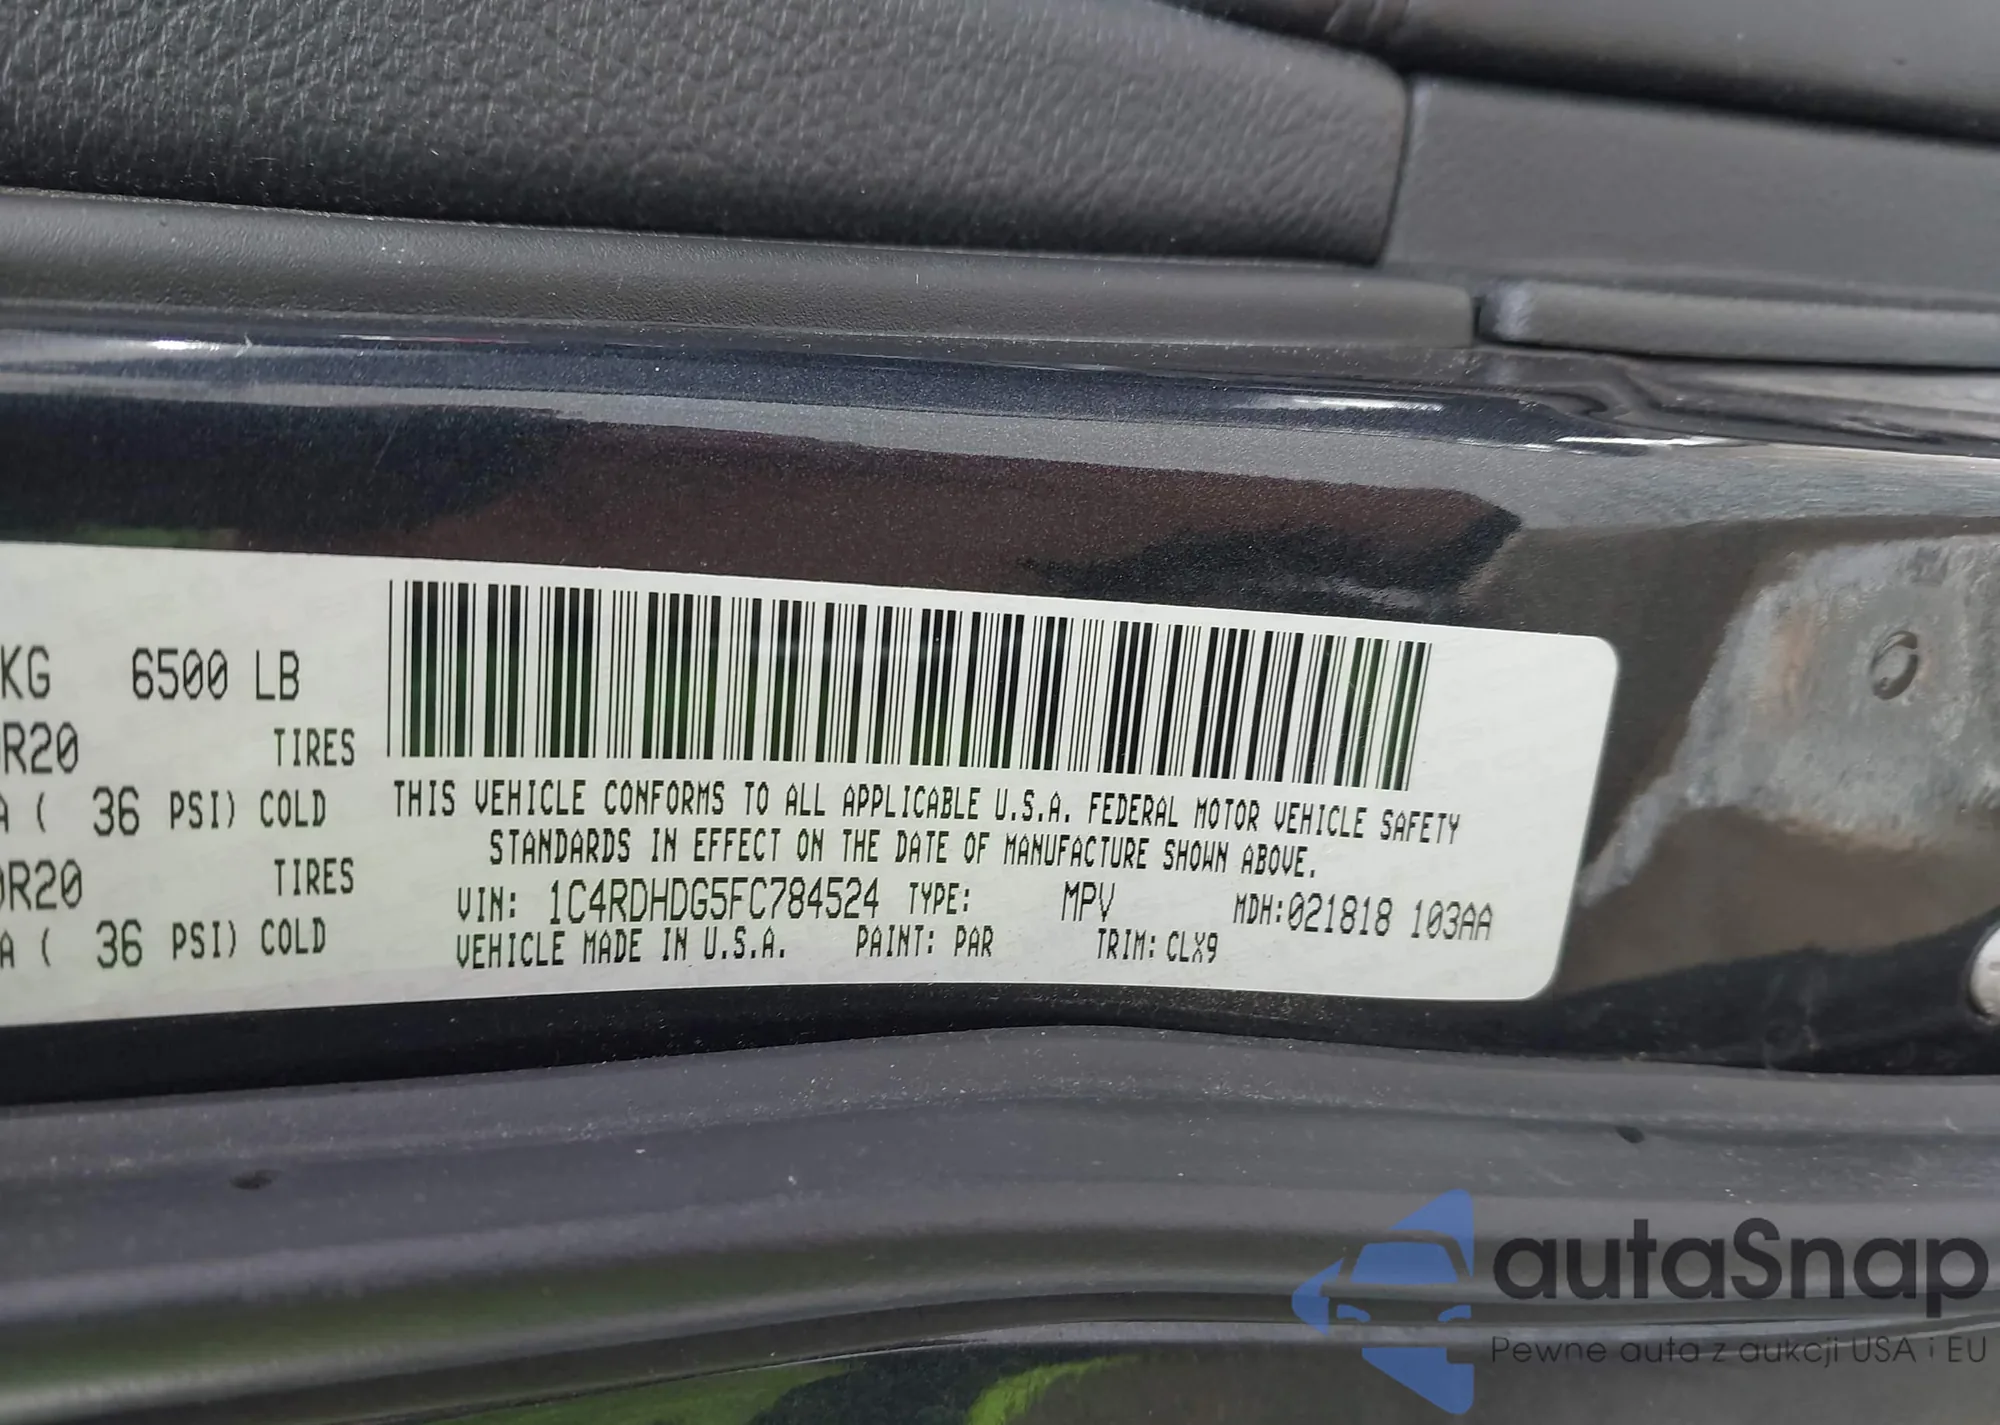 KG 6500 LB
R20 TIRES
A ( 36 PSI) COLD
R20 TIRES
A ( 36 PSI) COLD
THIS VEHICLE CONFORMS TO ALL APPLICABLE U.S.A. FEDERAL MOTOR VEHICLE SAFETY
STANDARDS IN EFFECT ON THE DATE OF MANUFACTURE SHOWN ABOVE.
VIN: 1C4RDHDG5FC784524 TYPE: MPV MDH:021818 103AA
VEHICLE MADE IN U.S.A. PAINT: PAR TRIM: CLX9
autaSnap
Pewne auta z aukcji USA i EU